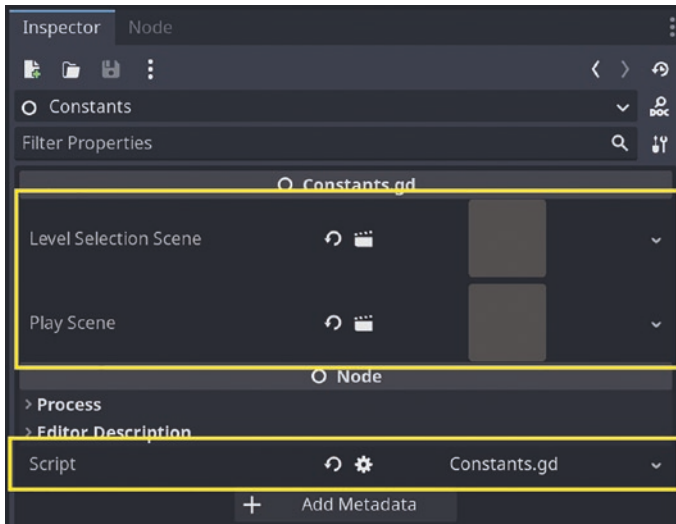 Inspector Node
Constants
DOC
Filter Properties
Constants.gd
Level Selection Scene
Play Scene
Node
Process
Editor Description
Script Constants.gd
Add Metadata